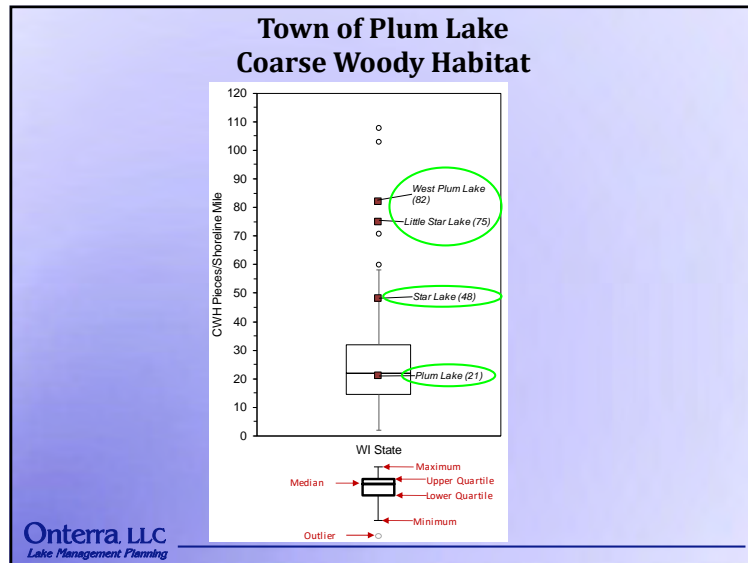 Town of Plum Lake
Coarse Woody Habitat
120
110
100
90
80
70
60
50
40
30
20
10
0
CWH Pieces/Shoreline Mile
West Plum Lake
(82)
Little Star Lake (75)
Star Lake (48)
Plum Lake (21)
WI State
Maximum
Median
Upper Quartile
Lower Quartile
Minimum
Outlier
Onterra, LLC
Lake Management Planning